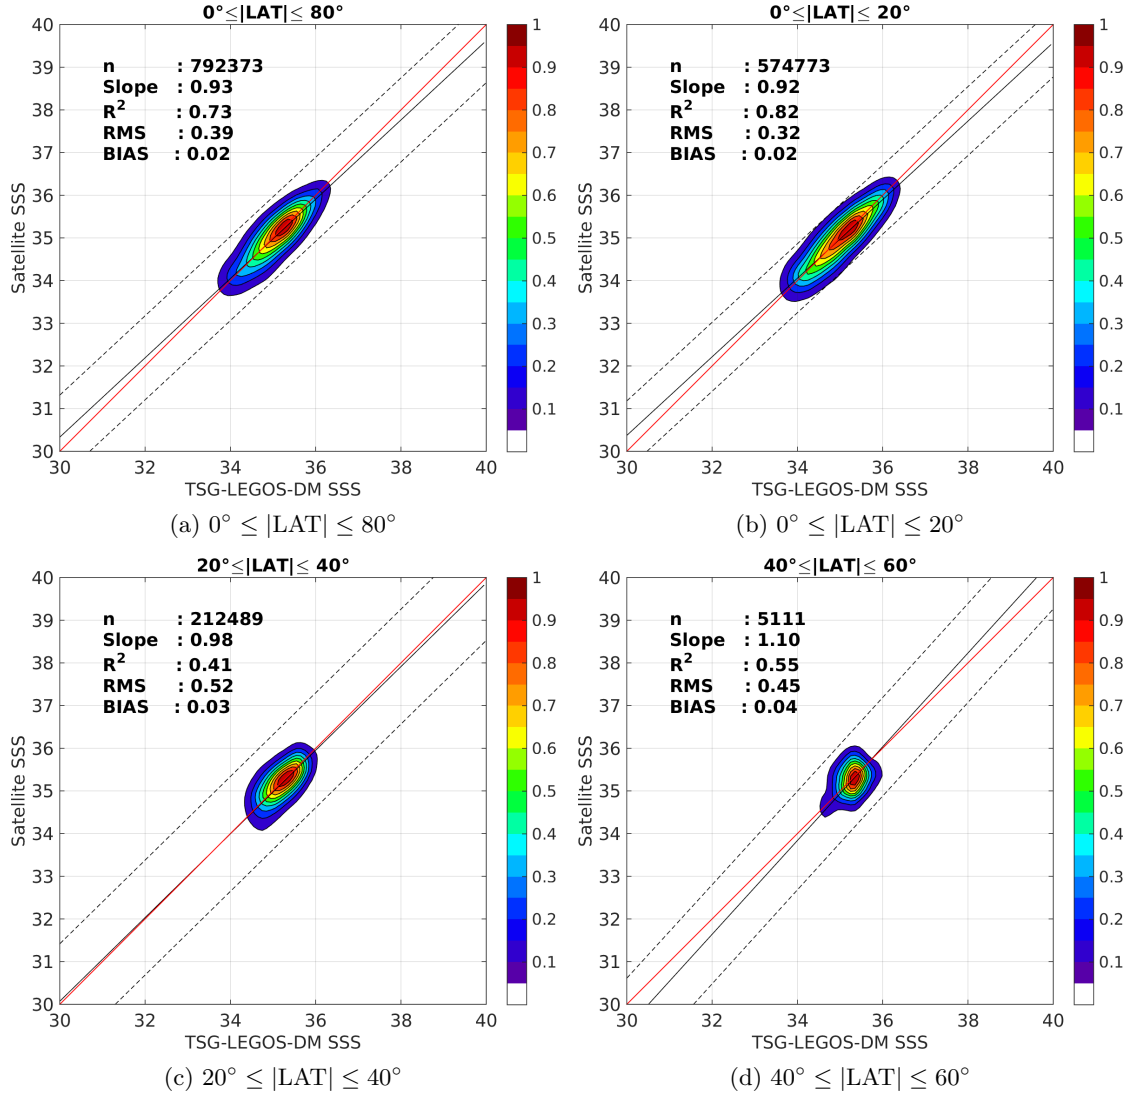 0°≤|LAT|≤ 80°
n : 792373
Slope : 0.93
R² : 0.73
RMS : 0.39
BIAS : 0.02
40
39
38
37
36
35
34
33
32
31
30
Satellite SSS
30 32 34 36 38 40
TSG-LEGOS-DM SSS
1
0.9
0.8
0.7
0.6
0.5
0.4
0.3
0.2
0.1
(a) 0° ≤ |LAT| ≤ 80°
0°≤|LAT|≤ 20°
n : 574773
Slope : 0.92
R² : 0.82
RMS : 0.32
BIAS : 0.02
40
39
38
37
36
35
34
33
32
31
30
Satellite SSS
30 32 34 36 38 40
TSG-LEGOS-DM SSS
1
0.9
0.8
0.7
0.6
0.5
0.4
0.3
0.2
0.1
(b) 0° ≤ |LAT| ≤ 20°
20°≤|LAT|≤ 40°
n : 212489
Slope : 0.98
R² : 0.41
RMS : 0.52
BIAS : 0.03
40
39
38
37
36
35
34
33
32
31
30
Satellite SSS
30 32 34 36 38 40
TSG-LEGOS-DM SSS
1
0.9
0.8
0.7
0.6
0.5
0.4
0.3
0.2
0.1
(c) 20° ≤ |LAT| ≤ 40°
40°≤|LAT|≤ 60°
n : 5111
Slope : 1.10
R² : 0.55
RMS : 0.45
BIAS : 0.04
40
39
38
37
36
35
34
33
32
31
30
Satellite SSS
30 32 34 36 38 40
TSG-LEGOS-DM SSS
1
0.9
0.8
0.7
0.6
0.5
0.4
0.3
0.2
0.1
(d) 40° ≤ |LAT| ≤ 60°